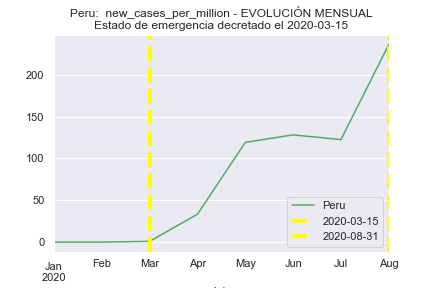 Peru:  new_cases_per_million - EVOLUCIÓN MENSUAL
Estado de emergencia decretado el 2020-03-15
200
150
100
50
0
Jan
2020
Feb
Mar
Apr
May
Jun
Jul
Aug
Peru
2020-03-15
2020-08-31